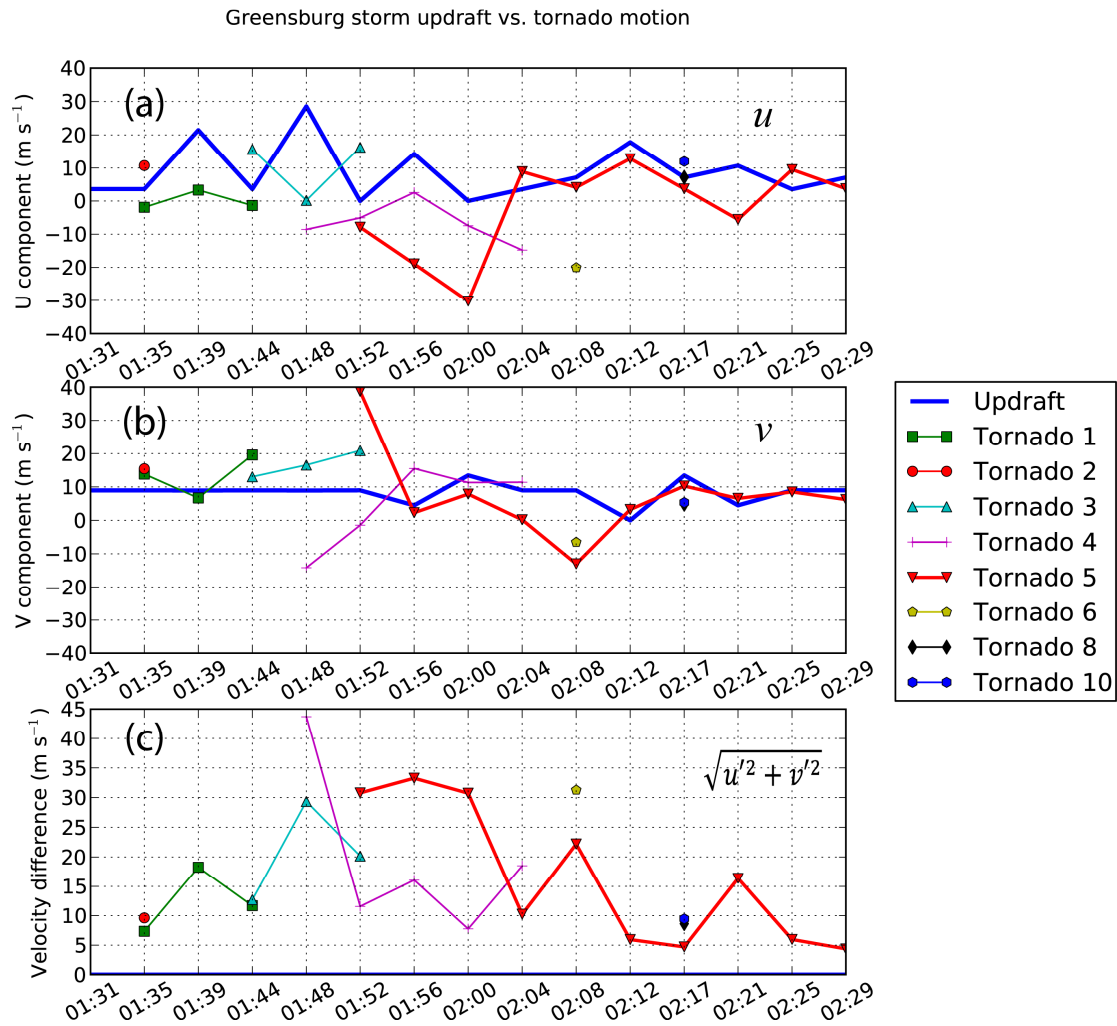 Greensburg storm updraft vs. tornado motion
(a)
u
U component (m s⁻¹)
40
30
20
10
0
−10
−20
−30
−40
01:31 01:35 01:39 01:44 01:48 01:52 01:56 02:00 02:04 02:08 02:12 02:17 02:21 02:25 02:29
(b)
v
V component (m s⁻¹)
40
30
20
10
0
−10
−20
−30
−40
01:31 01:35 01:39 01:44 01:48 01:52 01:56 02:00 02:04 02:08 02:12 02:17 02:21 02:25 02:29
(c)
√u′² + v′²
Velocity difference (m s⁻¹)
45
40
35
30
25
20
15
10
5
0
01:31 01:35 01:39 01:44 01:48 01:52 01:56 02:00 02:04 02:08 02:12 02:17 02:21 02:25 02:29
Updraft
Tornado 1
Tornado 2
Tornado 3
Tornado 4
Tornado 5
Tornado 6
Tornado 8
Tornado 10